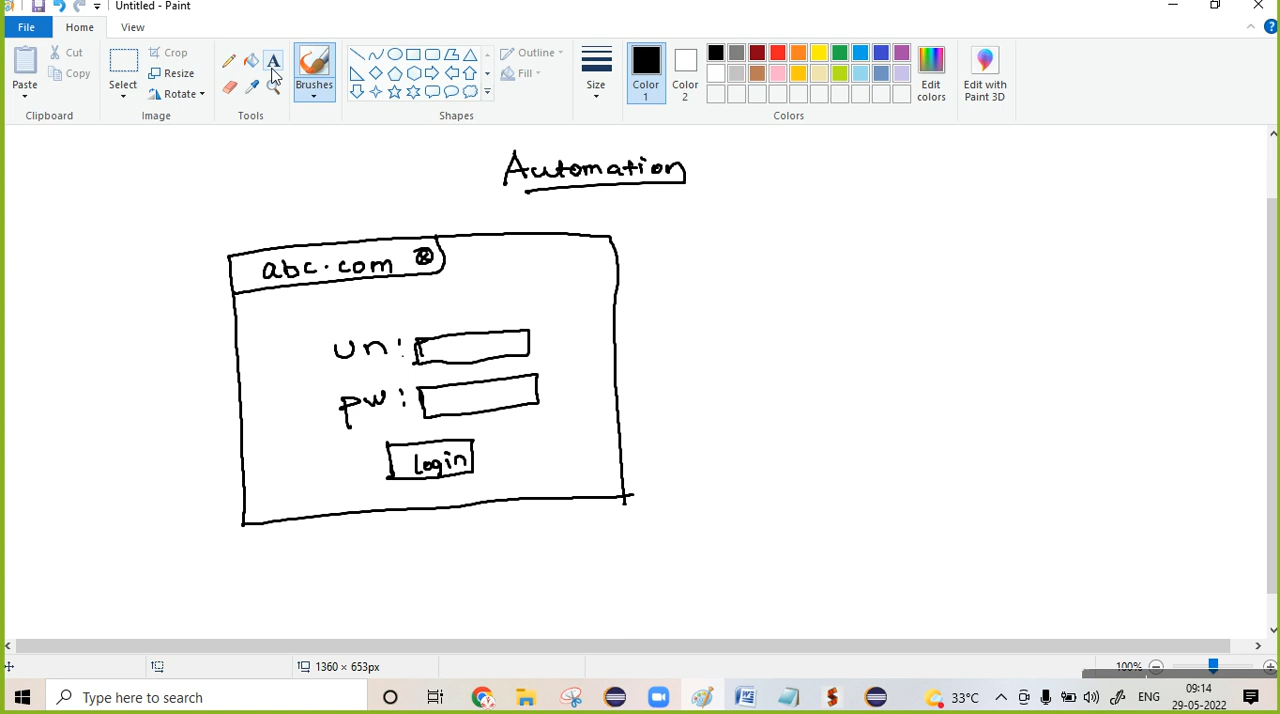 Untitled - Paint
File
Home
View
Paste
Cut
Copy
Clipboard
Select
Crop
Resize
Rotate
Image
A
Tools
Brushes
Shapes
Outline
Fill
Size
Color 1
Color 2
Edit colors
Colors
Edit with Paint 3D
Automation
abc.com
un:
pw:
login
1360 × 653px
100%
Type here to search
33°C
ENG
09:14
29-05-2022